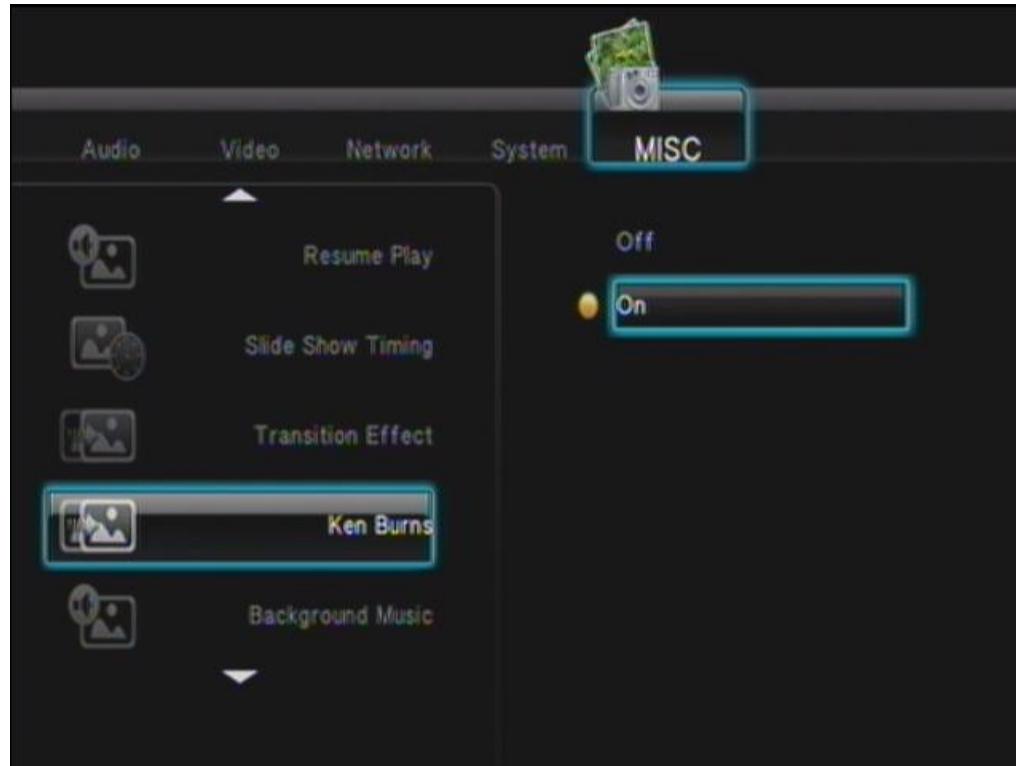 Audio Video Network System MISC
Resume Play
Slide Show Timing
Transition Effect
Ken Burns
Background Music
Off
On